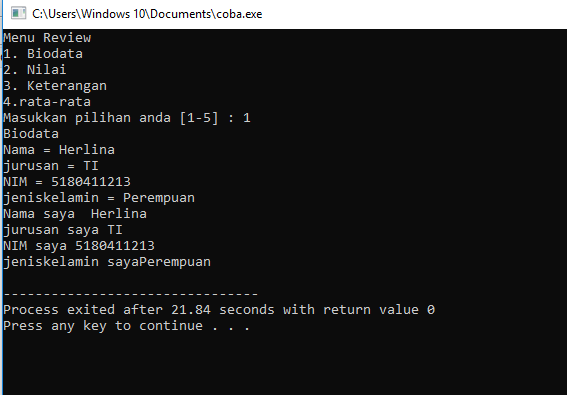 C:\Users\Windows 10\Documents\coba.exe
Menu Review
1. Biodata
2. Nilai
3. Keterangan
4.rata-rata
Masukkan pilihan anda [1-5] : 1
Biodata
Nama = Herlina
jurusan = TI
NIM = 5180411213
jeniskelamin = Perempuan
Nama saya  Herlina
jurusan saya TI
NIM saya 5180411213
jeniskelamin sayaPerempuan
--------------------------------
Process exited after 21.84 seconds with return value 0
Press any key to continue . . .